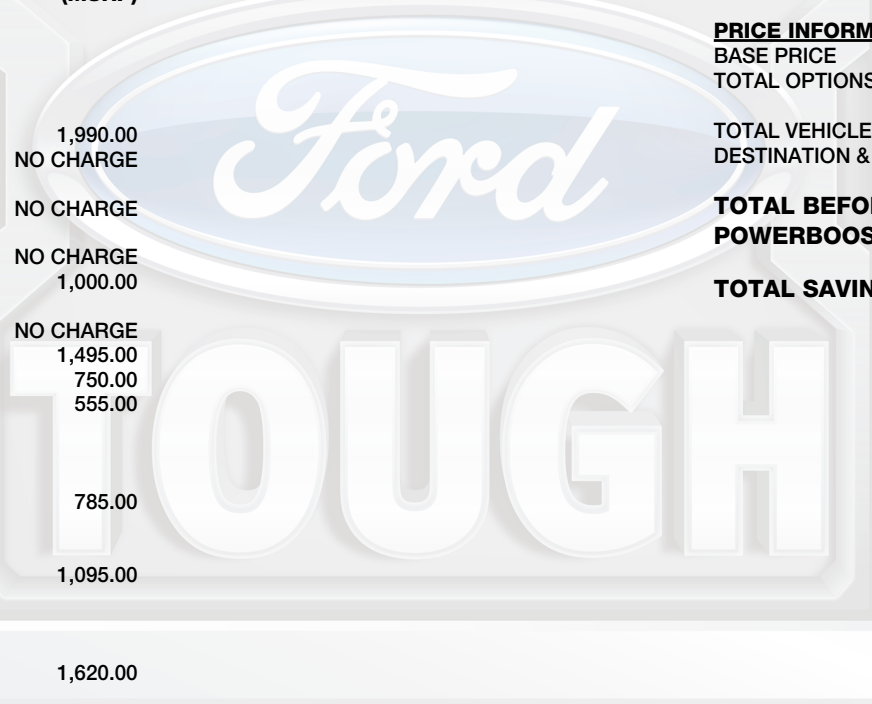 (MSRP)
1,990.00
NO CHARGE
NO CHARGE
NO CHARGE
1,000.00
NO CHARGE
1,495.00
750.00
555.00
785.00
1,095.00
1,620.00
PRICE INFORM
BASE PRICE
TOTAL OPTIONS
TOTAL VEHICLE
DESTINATION &
TOTAL BEFO
POWERBOOS
TOTAL SAVIN
Ford
TOUGH